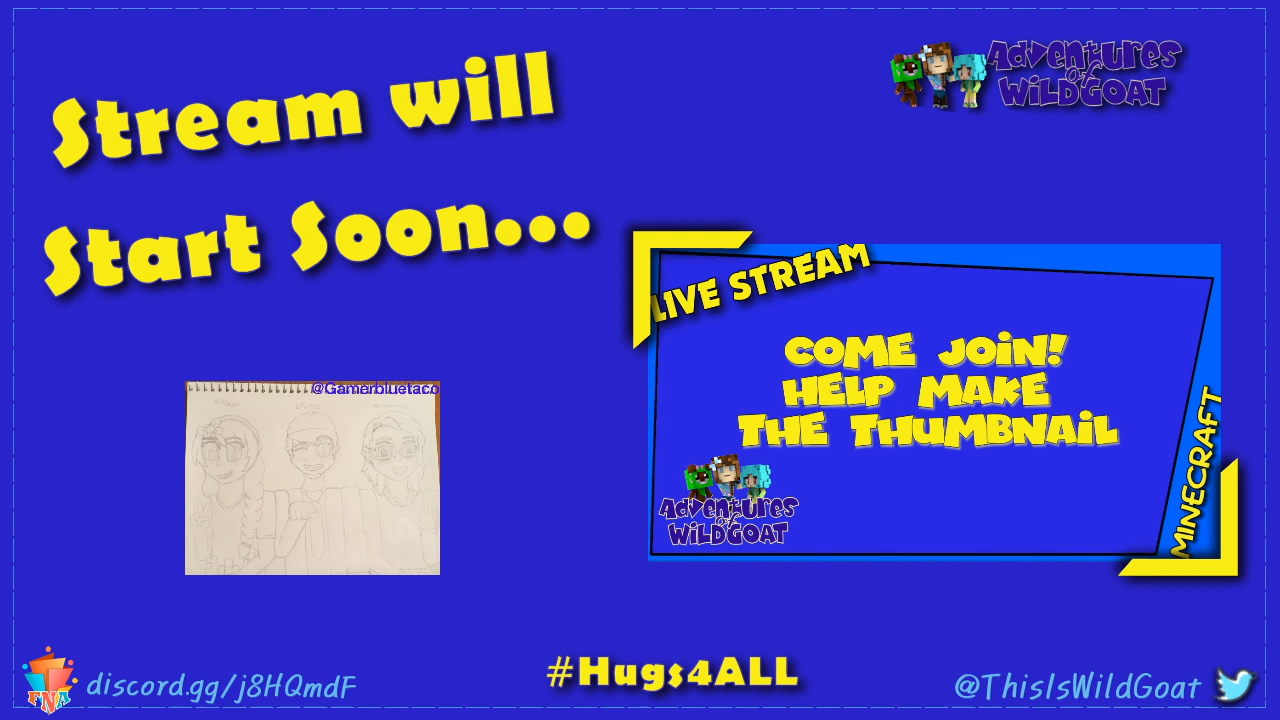 Stream will
Start Soon...
Adventures
of
WiLDGOAT
LIVE STREAM
COME JOiN!
HELP MAKE
THE THUMBNAiL
MINECRAFT
Adventures
of
WiLDGOAT
@Gamerbluetaco
#Hugs4ALL
FNA
discord.gg/j8HQmdF
@ThisIsWildGoat